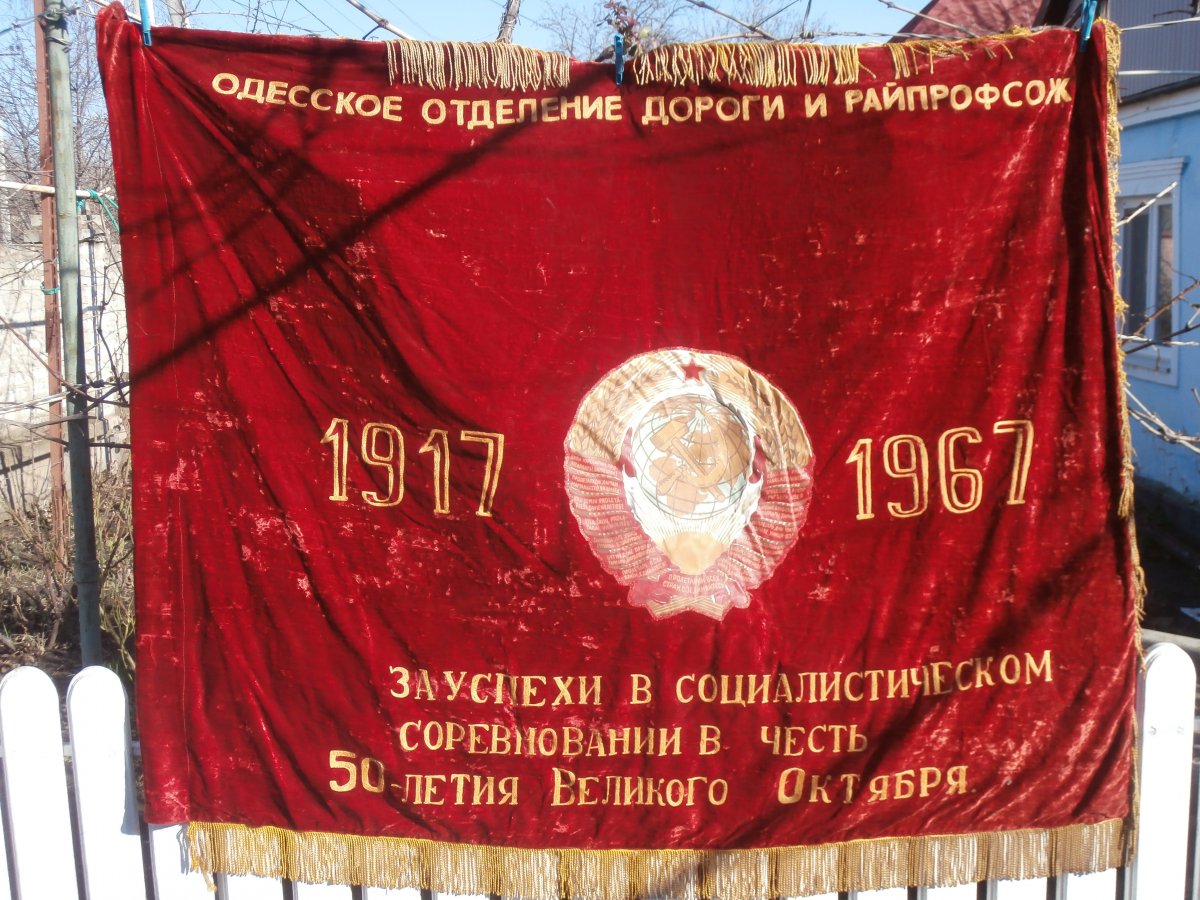 ОДЕССКОЕ ОТДЕЛЕНИЕ ДОРОГИ И РАЙПРОФСОЖ
1917 1967
ЗА УСПЕХИ В СОЦИАЛИСТИЧЕСКОМ
СОРЕВНОВАНИИ В ЧЕСТЬ
50-ЛЕТИЯ ВЕЛИКОГО ОКТЯБРЯ